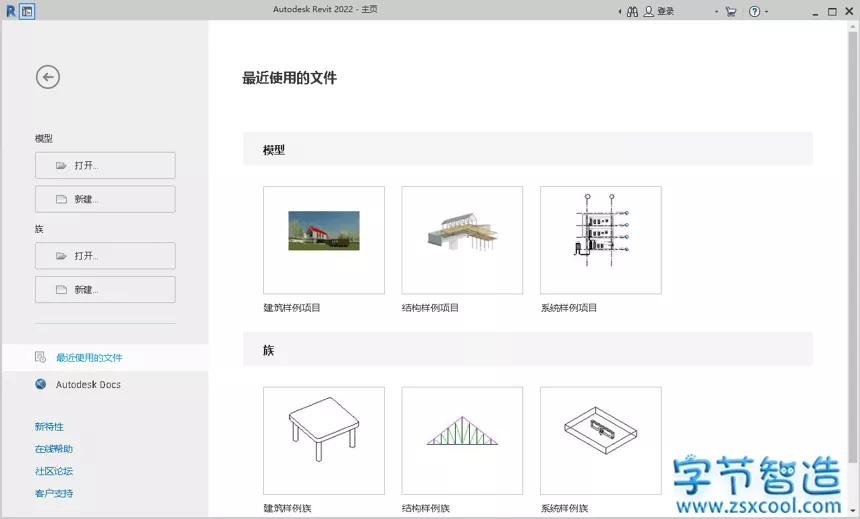 Autodesk Revit 2022 - 主页
登录
最近使用的文件
模型
打开...
新建...
族
打开...
新建...
最近使用的文件
Autodesk Docs
新特性
在线帮助
社区论坛
客户支持
模型
建筑样例项目
结构样例项目
系统样例项目
族
建筑样例族
结构样例族
系统样例族
字节智造
www.zsxcool.com